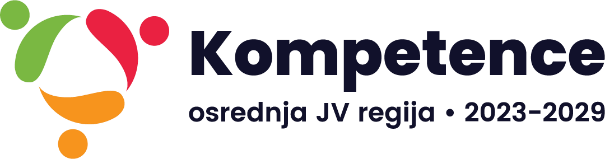 Kompetence
osrednja JV regija • 2023-2029